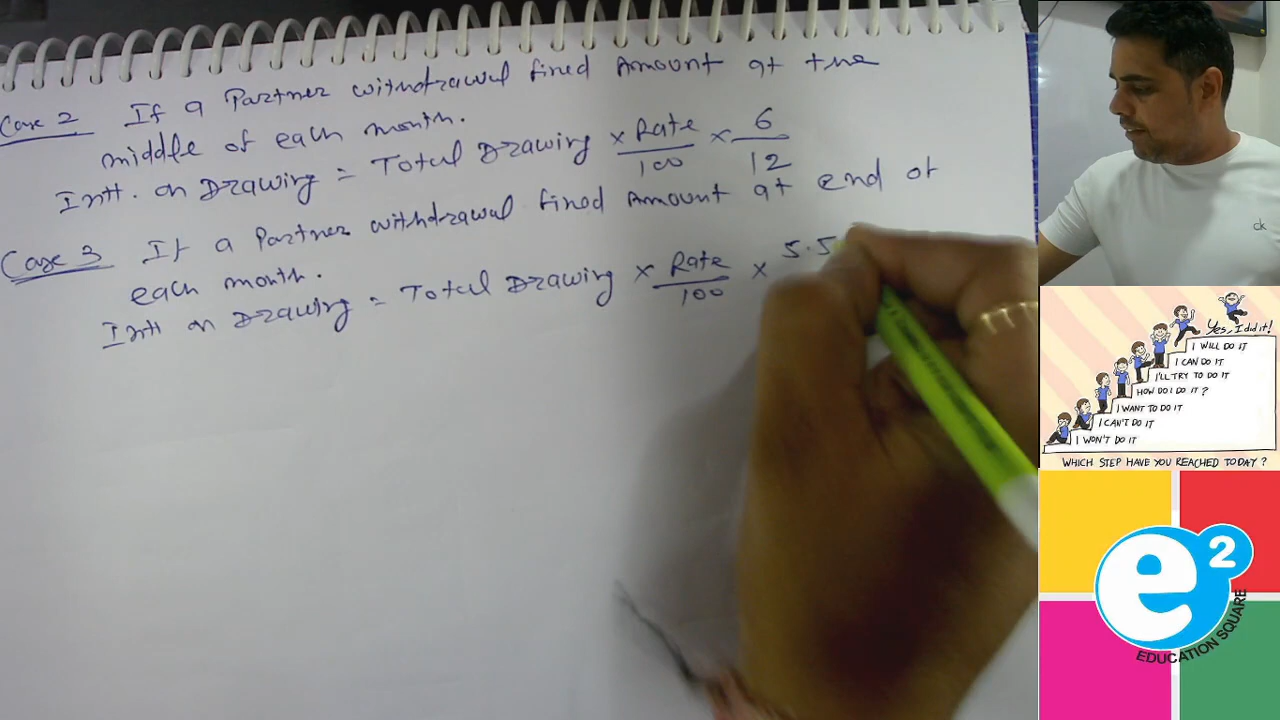 Case 2 If a Partner withdrawal fixed Amount at the
middle of each month.
Intt. on Drawing = Total Drawing × Rate/100 × 6/12
Case 3 If a Partner withdrawal fixed Amount at end of
each month.
Intt on Drawing = Total Drawing × Rate/100 × 5.5
ck
Yes, I did it!
I WILL DO IT
I CAN DO IT
I'LL TRY TO DO IT
HOW DO I DO IT?
I WANT TO DO IT
I CAN'T DO IT
I WON'T DO IT
WHICH STEP HAVE YOU REACHED TODAY?
e2
EDUCATION SQUARE